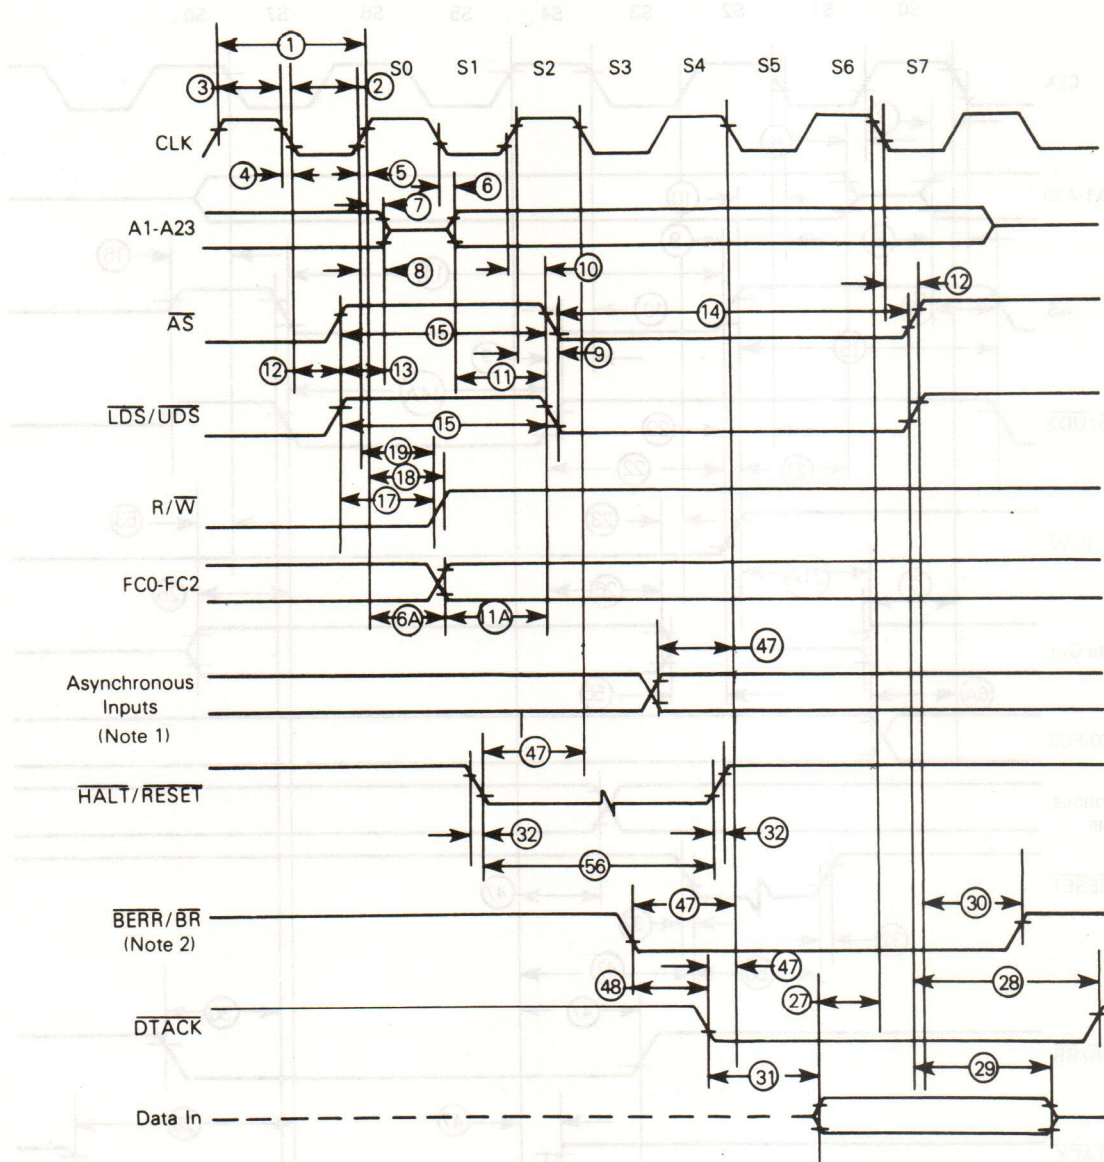 1
S0 S1 S2 S3 S4 S5 S6 S7
3 2
CLK
4 5 6
7
A1-A23
8 10
12
AS
14
15
9
12 13 11
LDS/UDS
15
19
18
17
R/W
FC0-FC2
6A 11A
47
Asynchronous
Inputs
(Note 1)
47
HALT/RESET
32 32
56
47 30
BERR/BR
(Note 2)
47
48 27 28
DTACK
31 29
Data In